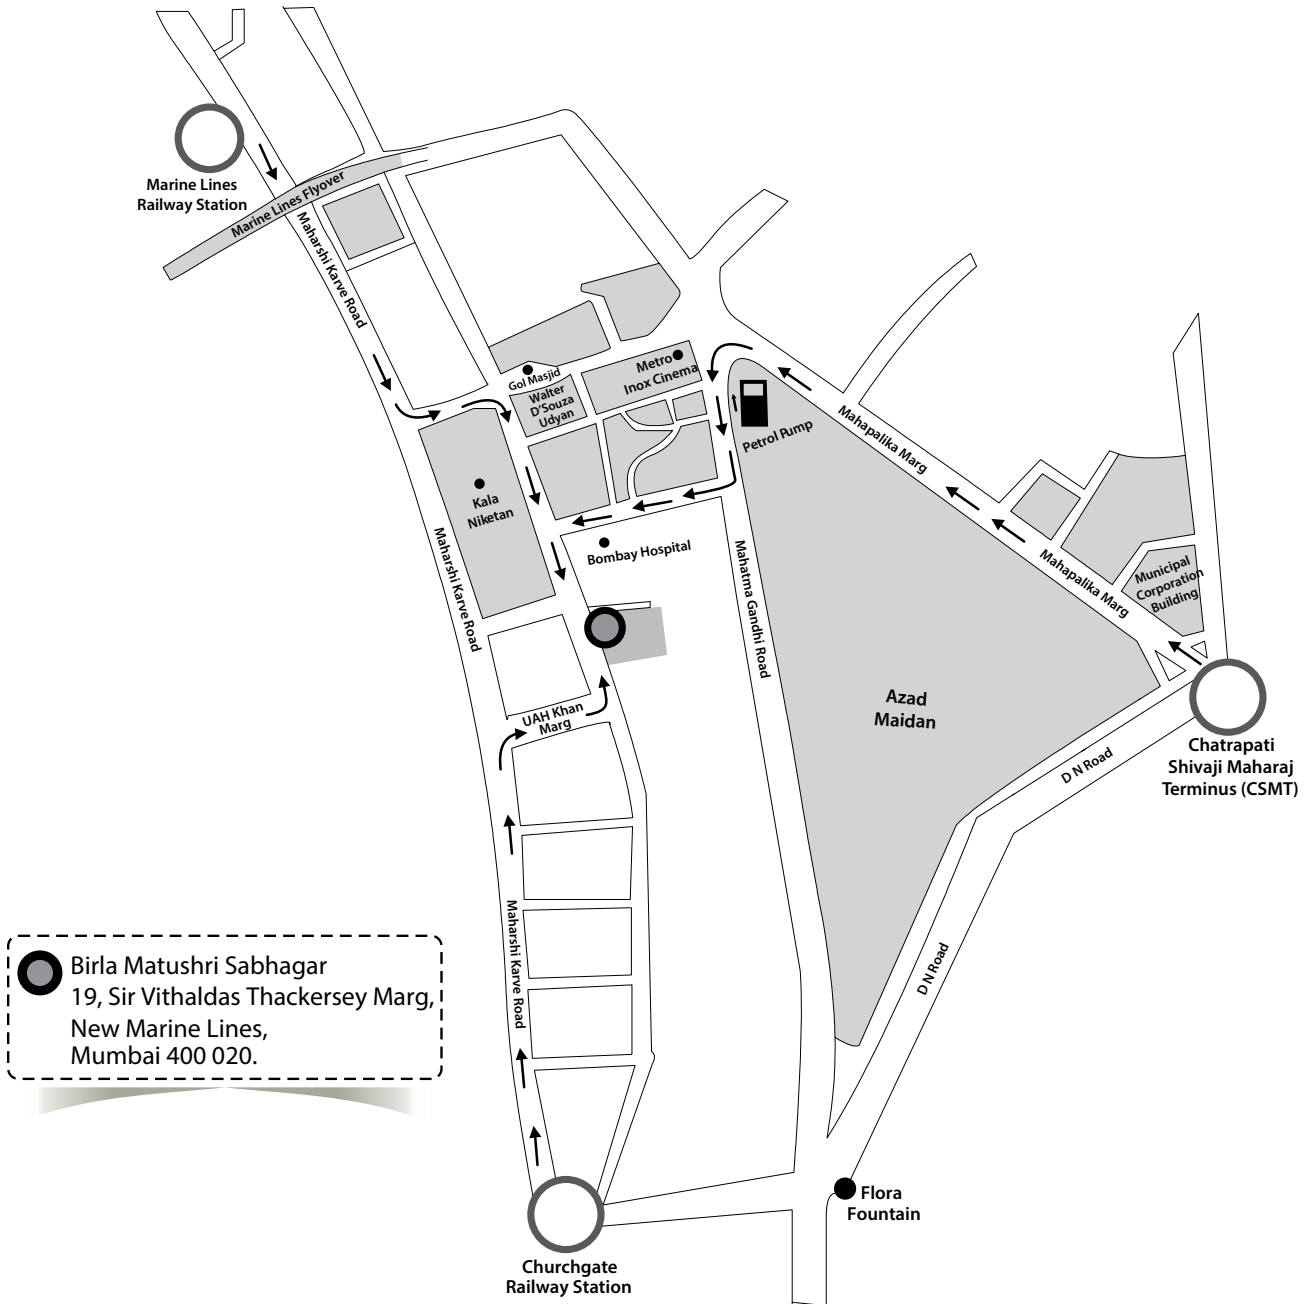 Marine Lines
Railway Station
Marine Lines Flyover
Maharshi Karve Road
Gol Masjid
Walter
D'Souza
Udyan
Metro
Inox Cinema
Petrol Pump
Mahapalika Marg
Kala
Niketan
Bombay Hospital
Maharshi Karve Road
Mahatma Gandhi Road
Mahapalika Marg
Municipal
Corporation
Building
UAH Khan
Marg
Azad
Maidan
Chatrapati
Shivaji Maharaj
Terminus (CSMT)
D N Road
Maharshi Karve Road
D N Road
Birla Matushri Sabhagar
19, Sir Vithaldas Thackersey Marg,
New Marine Lines,
Mumbai 400 020.
Flora
Fountain
Churchgate
Railway Station